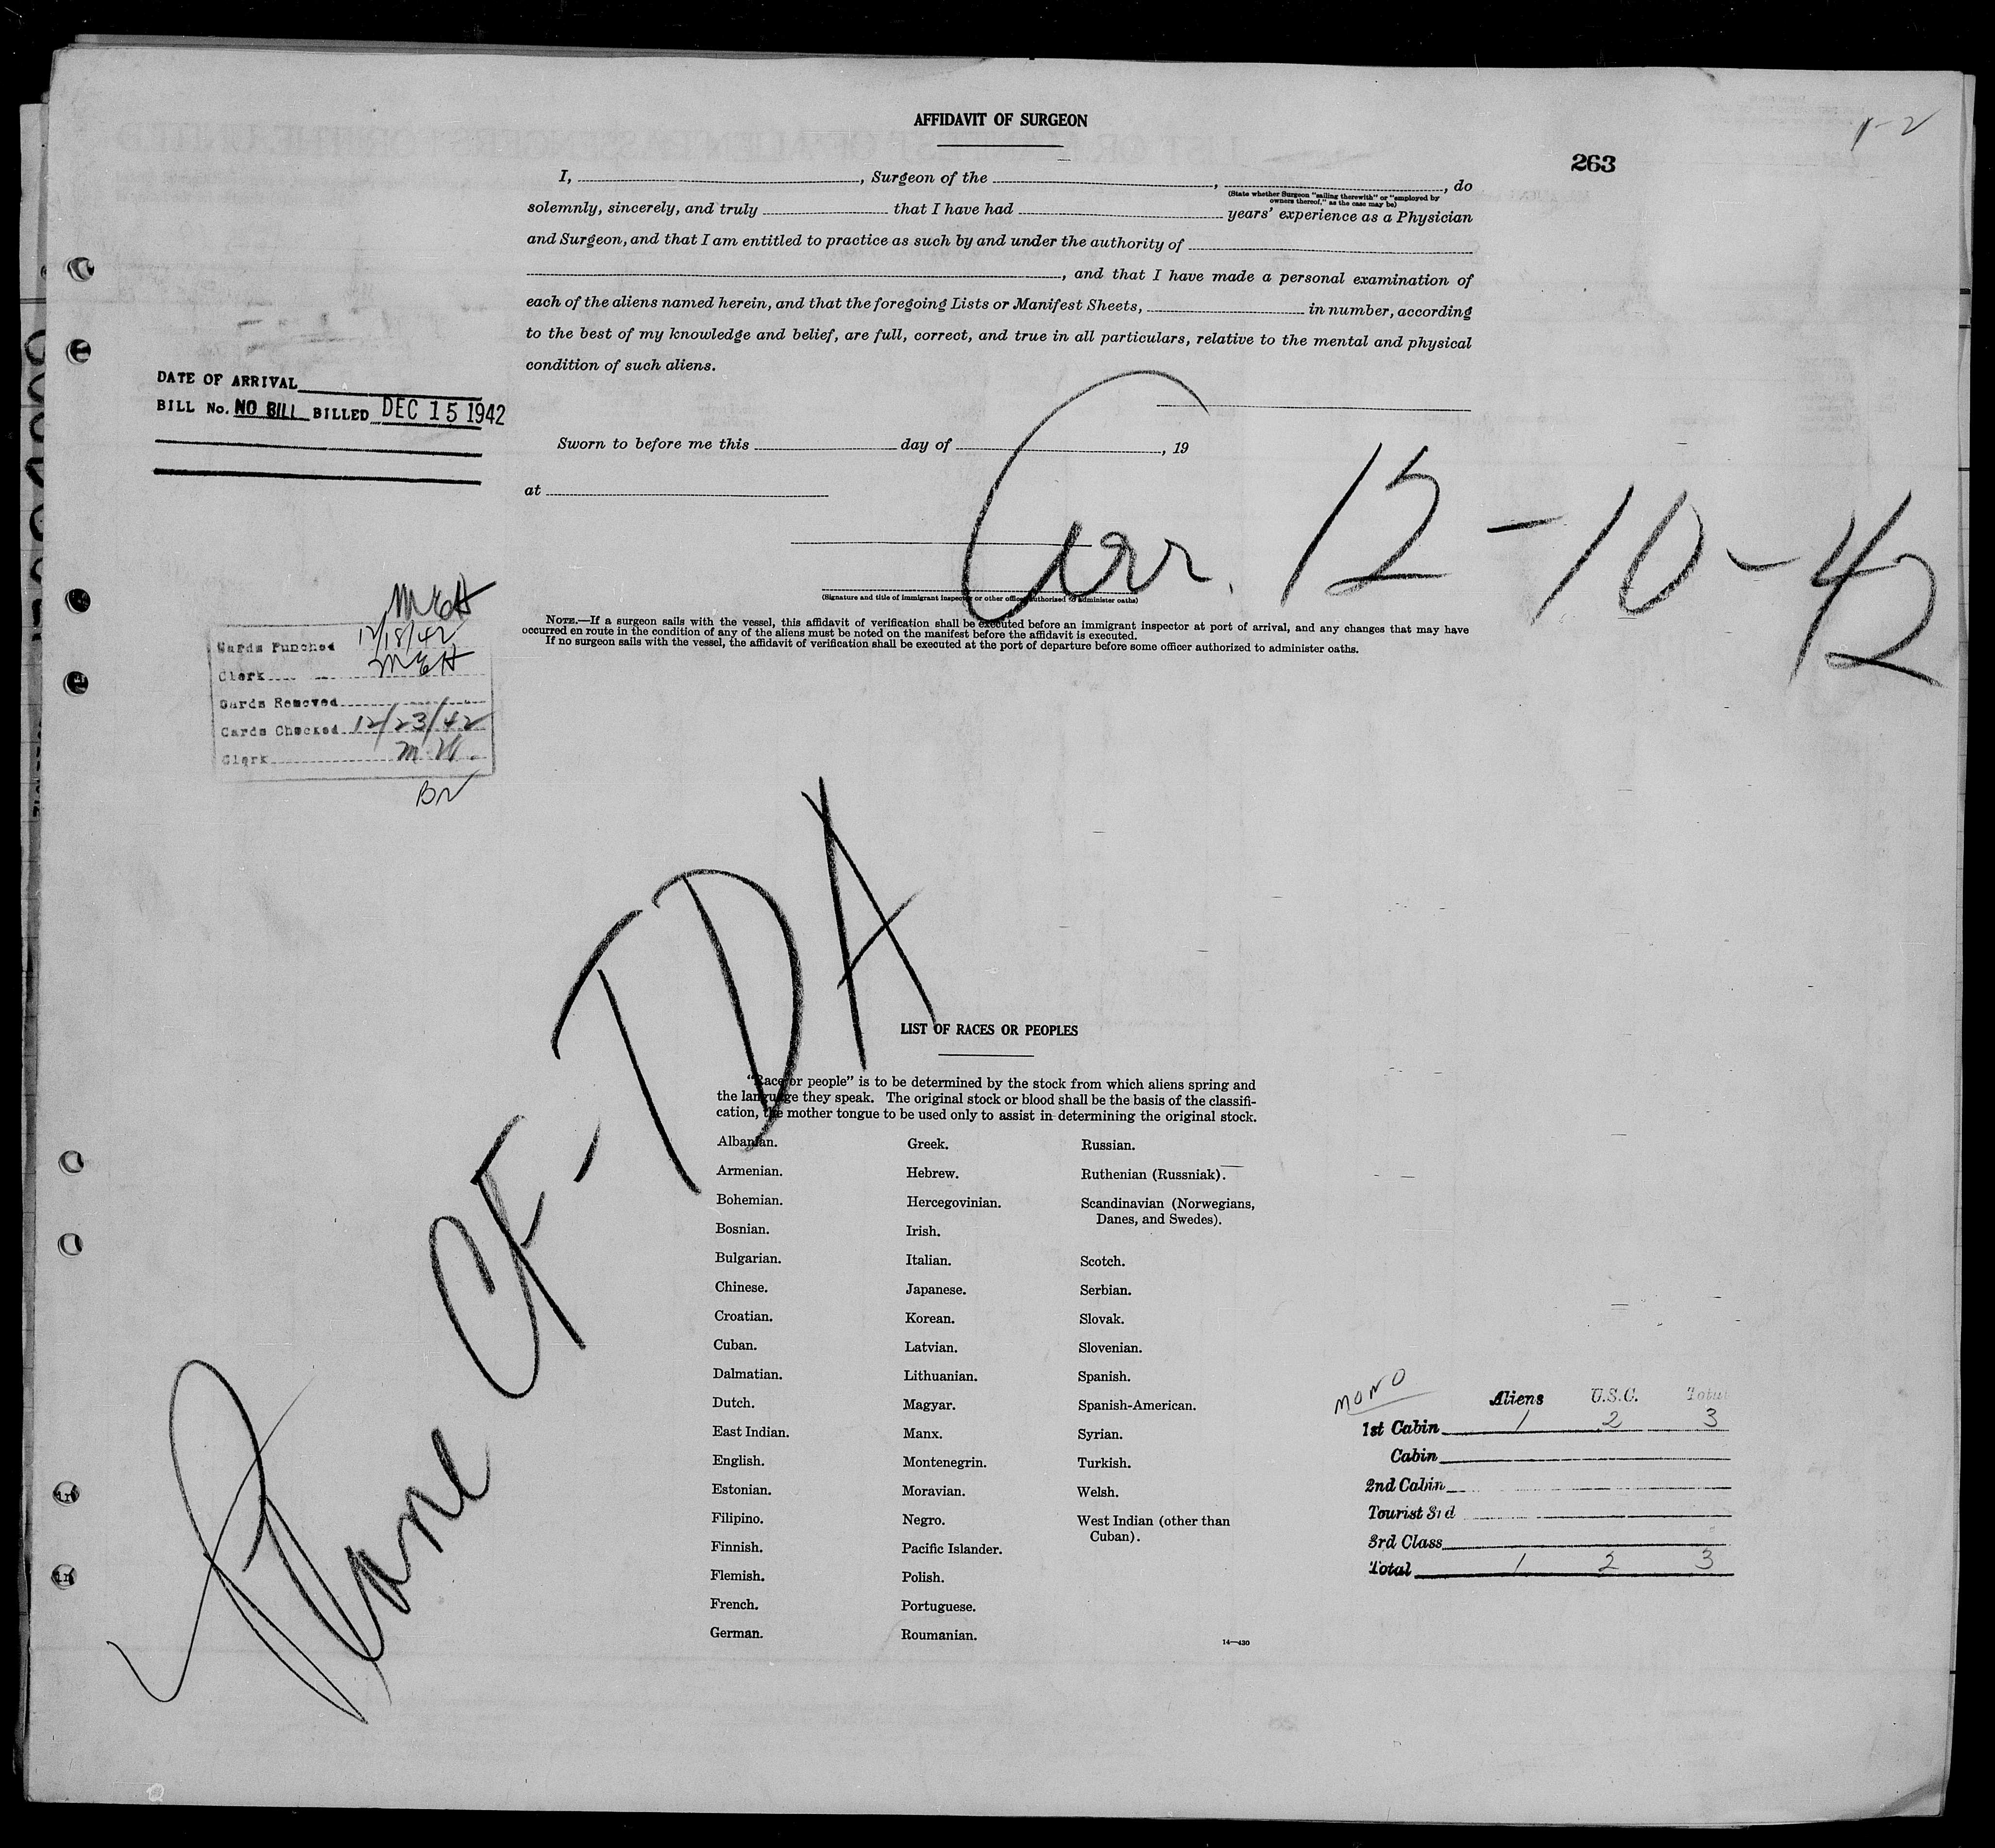 AFFIDAVIT OF SURGEON
1-2
263
I, , Surgeon of the , , do
(State whether Surgeon "sailing therewith" or "employed by
owners thereof," as the case may be)
solemnly, sincerely, and truly that I have had years' experience as a Physician
and Surgeon, and that I am entitled to practice as such by and under the authority of
, and that I have made a personal examination of
each of the aliens named herein, and that the foregoing Lists or Manifest Sheets, in number, according
to the best of my knowledge and belief, are full, correct, and true in all particulars, relative to the mental and physical
condition of such aliens.
DATE OF ARRIVAL
BILL No. NO BILL BILLED DEC 15 1942
Sworn to before me this day of , 19
at
Arr. 12-10-42
(Signature and title of immigrant inspector or other officer authorized to administer oaths)
NOTE.—If a surgeon sails with the vessel, this affidavit of verification shall be executed before an immigrant inspector at port of arrival, and any changes that may have
occurred en route in the condition of any of the aliens must be noted on the manifest before the affidavit is executed.
If no surgeon sails with the vessel, the affidavit of verification shall be executed at the port of departure before some officer authorized to administer oaths.
MEH
Cards Punched 12/18/42
Clerk MEH
Cards Removed
Cards Checked 12/23/42
Clerk M.H.
Plane CF-TDA
LIST OF RACES OR PEOPLES
"Race or people" is to be determined by the stock from which aliens spring and
the language they speak. The original stock or blood shall be the basis of the classifi-
cation, the mother tongue to be used only to assist in determining the original stock.
Albanian.
Armenian.
Bohemian.
Bosnian.
Bulgarian.
Chinese.
Croatian.
Cuban.
Dalmatian.
Dutch.
East Indian.
English.
Estonian.
Filipino.
Finnish.
Flemish.
French.
German.
Greek.
Hebrew.
Hercegovinian.
Irish.
Italian.
Japanese.
Korean.
Latvian.
Lithuanian.
Magyar.
Manx.
Montenegrin.
Moravian.
Negro.
Pacific Islander.
Polish.
Portuguese.
Roumanian.
Russian.
Ruthenian (Russniak).
Scandinavian (Norwegians,
Danes, and Swedes).
Scotch.
Serbian.
Slovak.
Slovenian.
Spanish.
Spanish-American.
Syrian.
Turkish.
Welsh.
West Indian (other than
Cuban).
14—430
MONO
Aliens U.S.C. Total
1st Cabin 1 2 3
Cabin
2nd Cabin
Tourist 3rd
3rd Class
Total 1 2 3